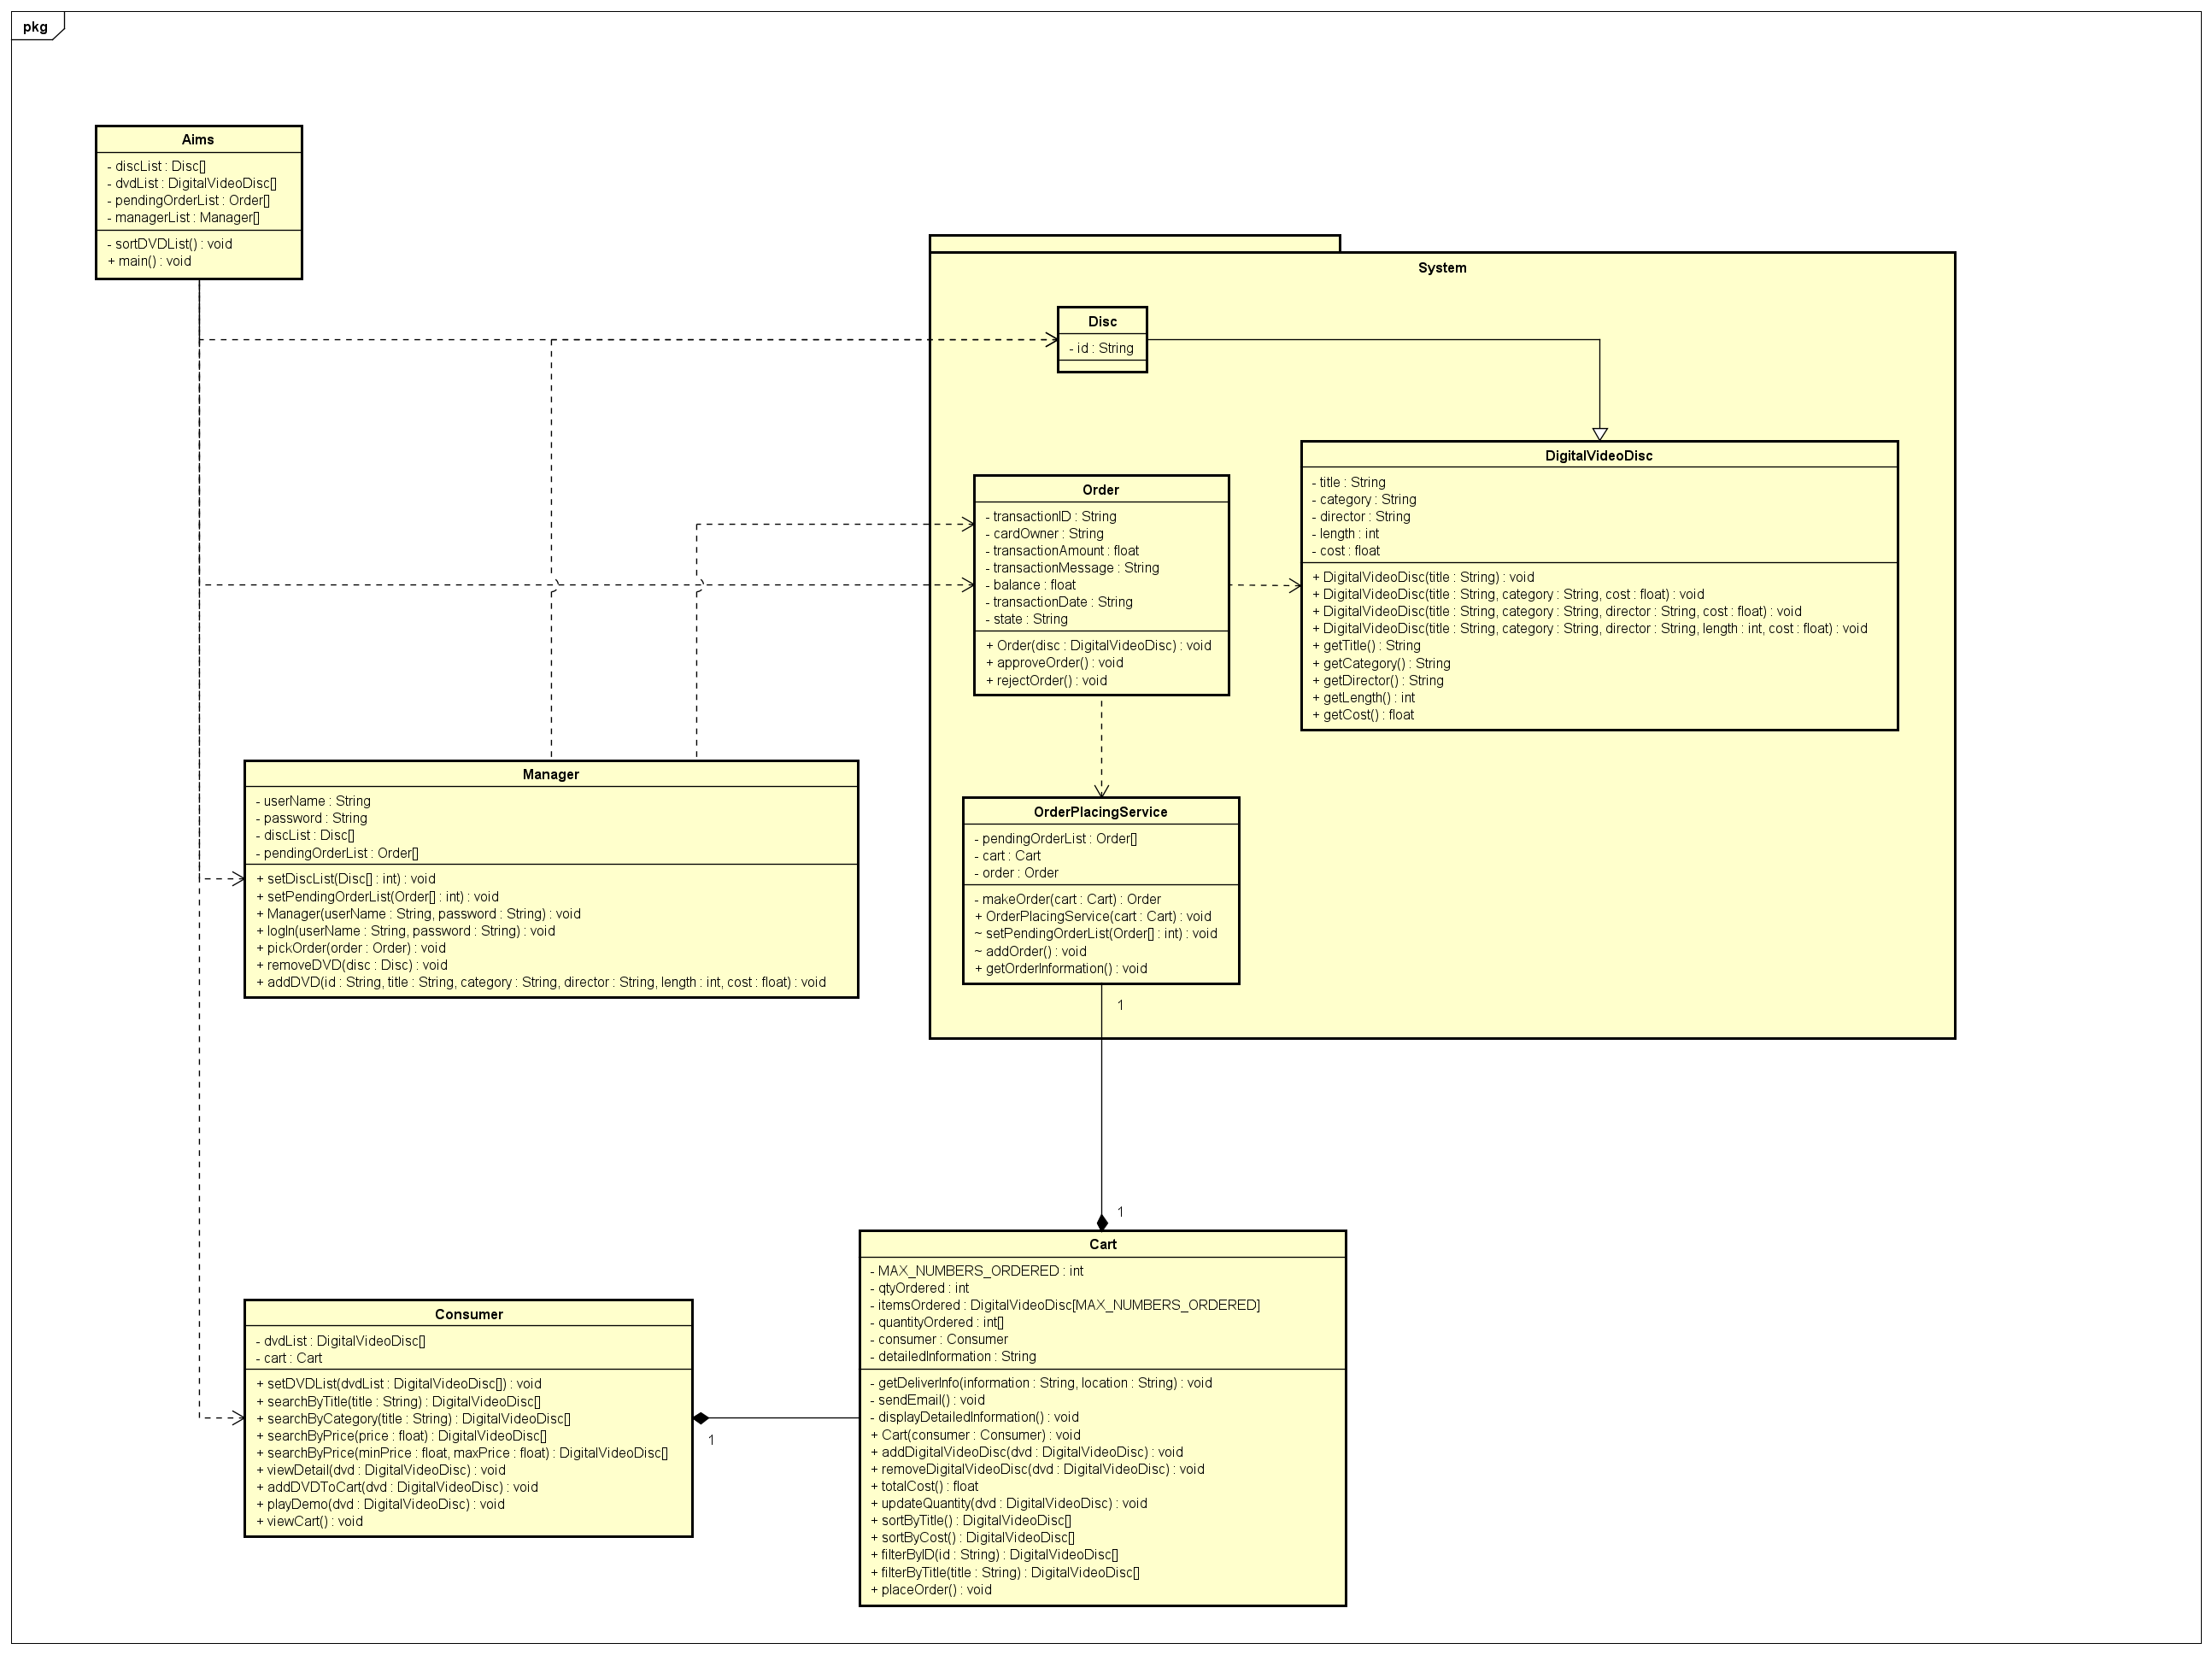 pkg
Aims
- discList : Disc[]
- dvdList : DigitalVideoDisc[]
- pendingOrderList : Order[]
- managerList : Manager[]
- sortDVDList() : void
+ main() : void
System
Disc
- id : String
DigitalVideoDisc
- title : String
- category : String
- director : String
- length : int
- cost : float
+ DigitalVideoDisc(title : String) : void
+ DigitalVideoDisc(title : String, category : String, cost : float) : void
+ DigitalVideoDisc(title : String, category : String, director : String, cost : float) : void
+ DigitalVideoDisc(title : String, category : String, director : String, length : int, cost : float) : void
+ getTitle() : String
+ getCategory() : String
+ getDirector() : String
+ getLength() : int
+ getCost() : float
Order
- transactionID : String
- cardOwner : String
- transactionAmount : float
- transactionMessage : String
- balance : float
- transactionDate : String
- state : String
+ Order(disc : DigitalVideoDisc) : void
+ approveOrder() : void
+ rejectOrder() : void
Manager
- userName : String
- password : String
- discList : Disc[]
- pendingOrderList : Order[]
+ setDiscList(Disc[] : int) : void
+ setPendingOrderList(Order[] : int) : void
+ Manager(userName : String, password : String) : void
+ logIn(userName : String, password : String) : void
+ pickOrder(order : Order) : void
+ removeDVD(disc : Disc) : void
+ addDVD(id : String, title : String, category : String, director : String, length : int, cost : float) : void
OrderPlacingService
- pendingOrderList : Order[]
- cart : Cart
- order : Order
- makeOrder(cart : Cart) : Order
+ OrderPlacingService(cart : Cart) : void
~ setPendingOrderList(Order[] : int) : void
~ addOrder() : void
+ getOrderInformation() : void
1
1
Cart
- MAX_NUMBERS_ORDERED : int
- qtyOrdered : int
- itemsOrdered : DigitalVideoDisc[MAX_NUMBERS_ORDERED]
- quantityOrdered : int[]
- consumer : Consumer
- detailedInformation : String
- getDeliverInfo(information : String, location : String) : void
- sendEmail() : void
- displayDetailedInformation() : void
+ Cart(consumer : Consumer) : void
+ addDigitalVideoDisc(dvd : DigitalVideoDisc) : void
+ removeDigitalVideoDisc(dvd : DigitalVideoDisc) : void
+ totalCost() : float
+ updateQuantity(dvd : DigitalVideoDisc) : void
+ sortByTitle() : DigitalVideoDisc[]
+ sortByCost() : DigitalVideoDisc[]
+ filterByID(id : String) : DigitalVideoDisc[]
+ filterByTitle(title : String) : DigitalVideoDisc[]
+ placeOrder() : void
Consumer
- dvdList : DigitalVideoDisc[]
- cart : Cart
+ setDVDList(dvdList : DigitalVideoDisc[]) : void
+ searchByTitle(title : String) : DigitalVideoDisc[]
+ searchByCategory(title : String) : DigitalVideoDisc[]
+ searchByPrice(price : float) : DigitalVideoDisc[]
+ searchByPrice(minPrice : float, maxPrice : float) : DigitalVideoDisc[]
+ viewDetail(dvd : DigitalVideoDisc) : void
+ addDVDToCart(dvd : DigitalVideoDisc) : void
+ playDemo(dvd : DigitalVideoDisc) : void
+ viewCart() : void
1